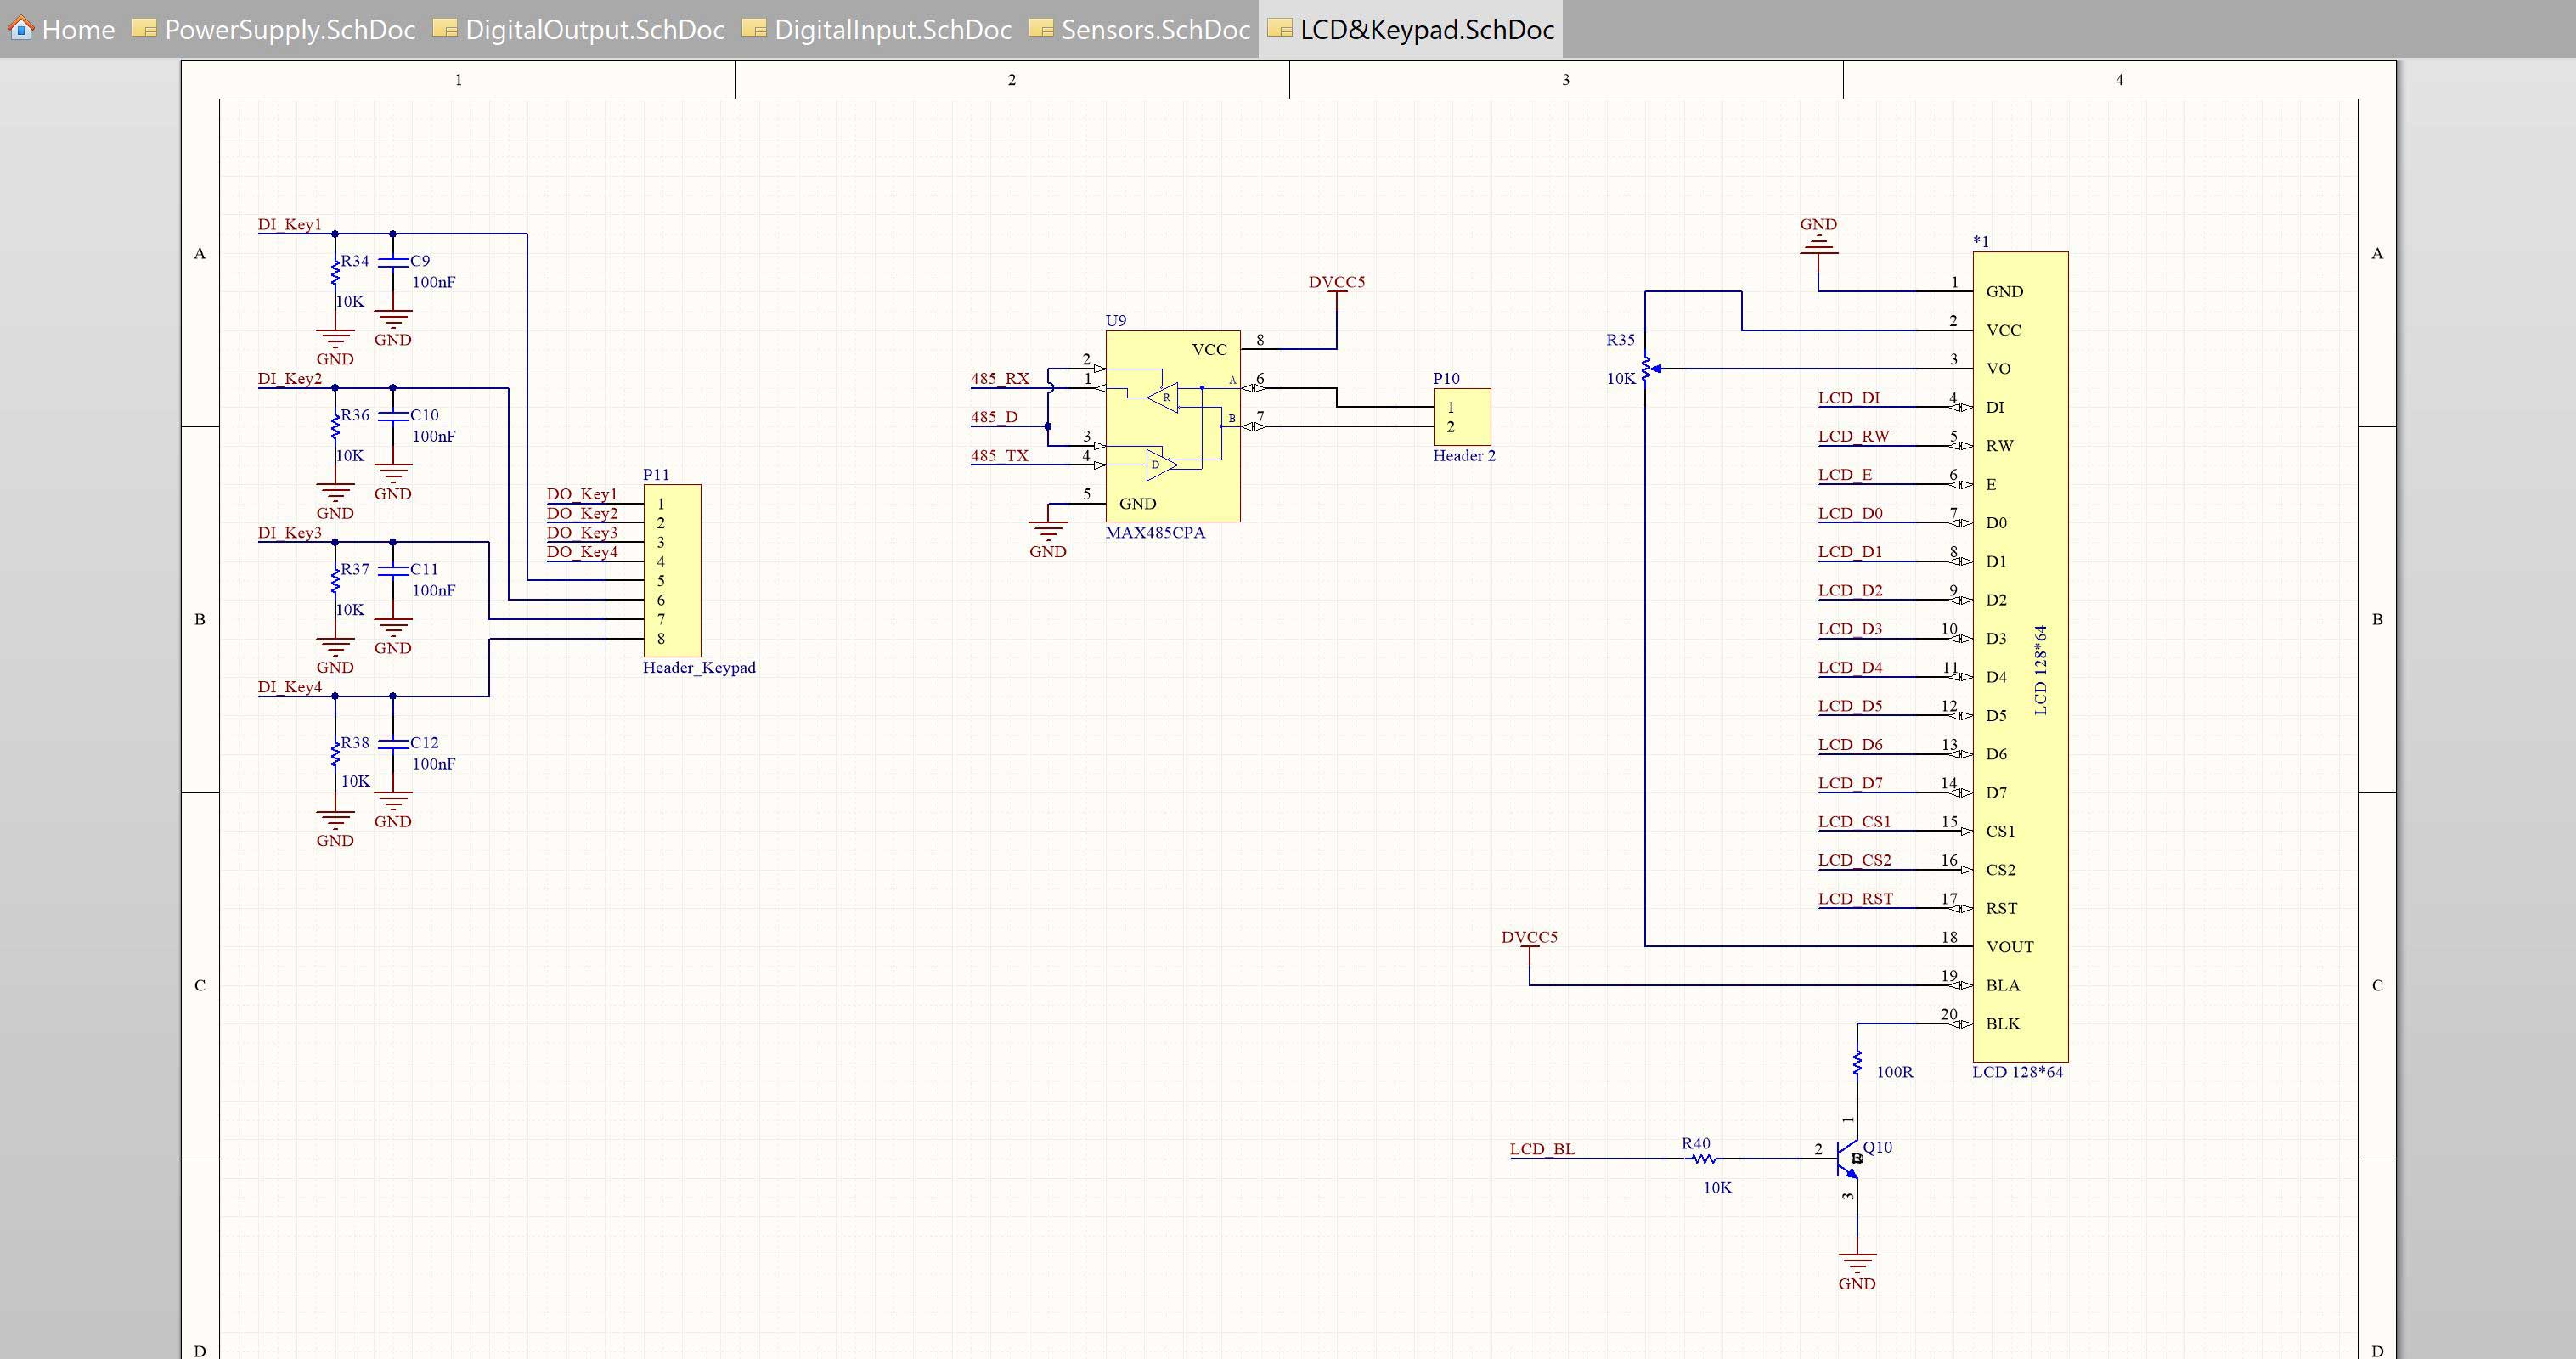 Home PowerSupply.SchDoc DigitalOutput.SchDoc DigitalInput.SchDoc Sensors.SchDoc LCD&Keypad.SchDoc
1 2 3 4
A
B
C
D
DI_Key1
R34
10K
C9
100nF
GND
GND
DI_Key2
R36
10K
C10
100nF
GND
GND
DI_Key3
R37
10K
C11
100nF
GND
GND
DI_Key4
R38
10K
C12
100nF
GND
GND
P11
DO_Key1 1
DO_Key2 2
DO_Key3 3
DO_Key4 4
5
6
7
8
Header_Keypad
DVCC5
U9
VCC 8
2
485_RX 1
R
A 6
485_D
B 7
3
485_TX 4
D
5 GND
GND
MAX485CPA
P10
1
2
Header 2
GND
*1
R35
10K
1 GND
2 VCC
3 VO
LCD_DI 4 DI
LCD_RW 5 RW
LCD_E 6 E
LCD_D0 7 D0
LCD_D1 8 D1
LCD_D2 9 D2
LCD_D3 10 D3
LCD_D4 11 D4
LCD_D5 12 D5
LCD_D6 13 D6
LCD_D7 14 D7
LCD_CS1 15 CS1
LCD_CS2 16 CS2
LCD_RST 17 RST
18 VOUT
DVCC5
19 BLA
20 BLK
LCD 128*64
LCD 128*64
100R
1
LCD_BL
R40
10K
2
Q10
3
GND
A
B
C
D